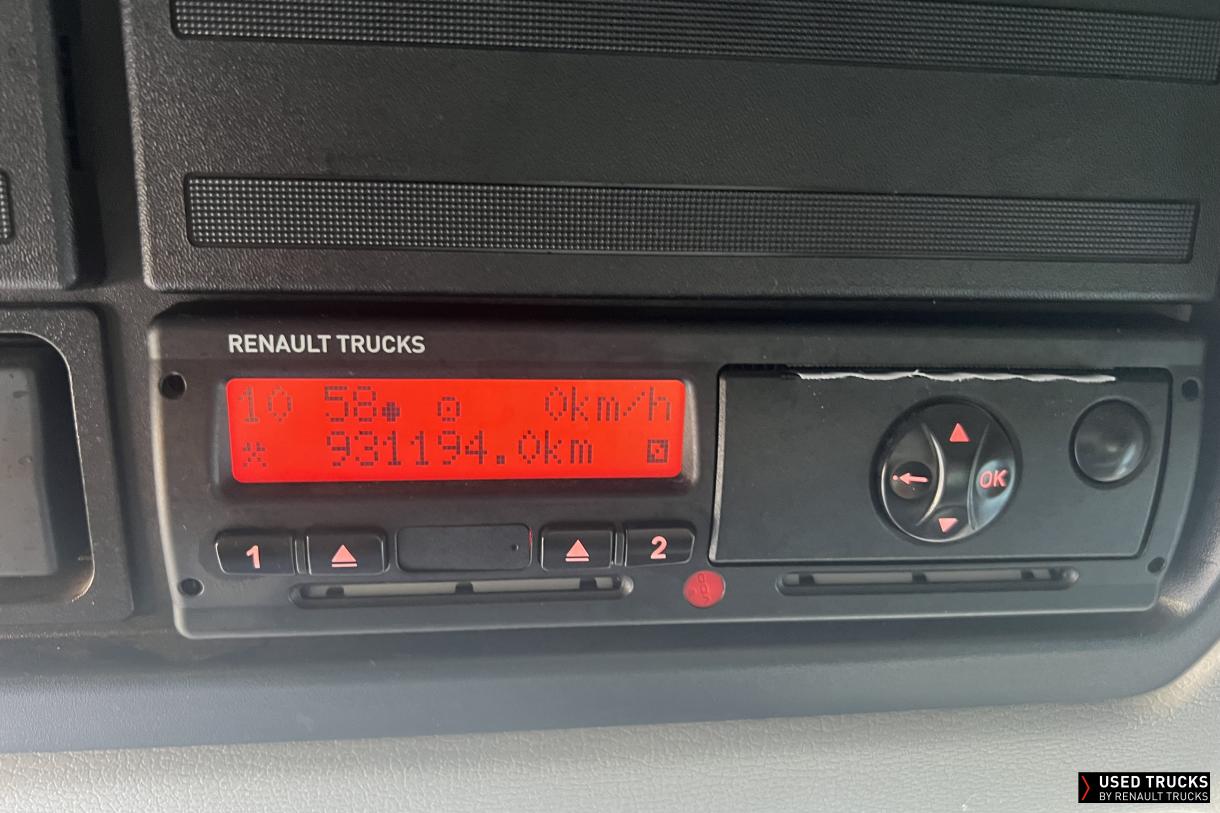 RENAULT TRUCKS
10 58 0km/h
931194.0km
1
2
OK
USED TRUCKS
BY RENAULT TRUCKS